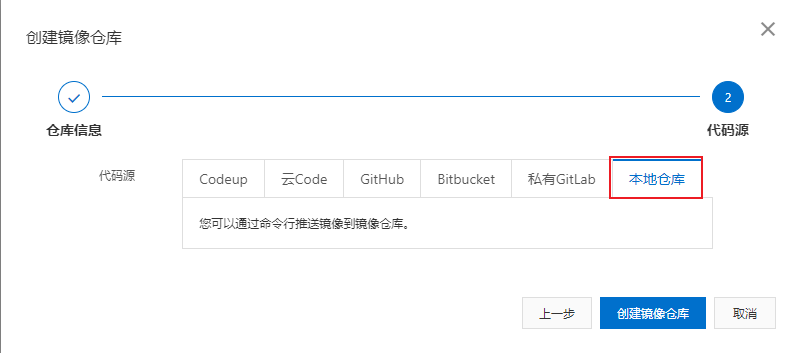 创建镜像仓库
2
仓库信息
代码源
代码源
Codeup
云Code
GitHub
Bitbucket
私有GitLab
本地仓库
您可以通过命令行推送镜像到镜像仓库。
上一步
创建镜像仓库
取消